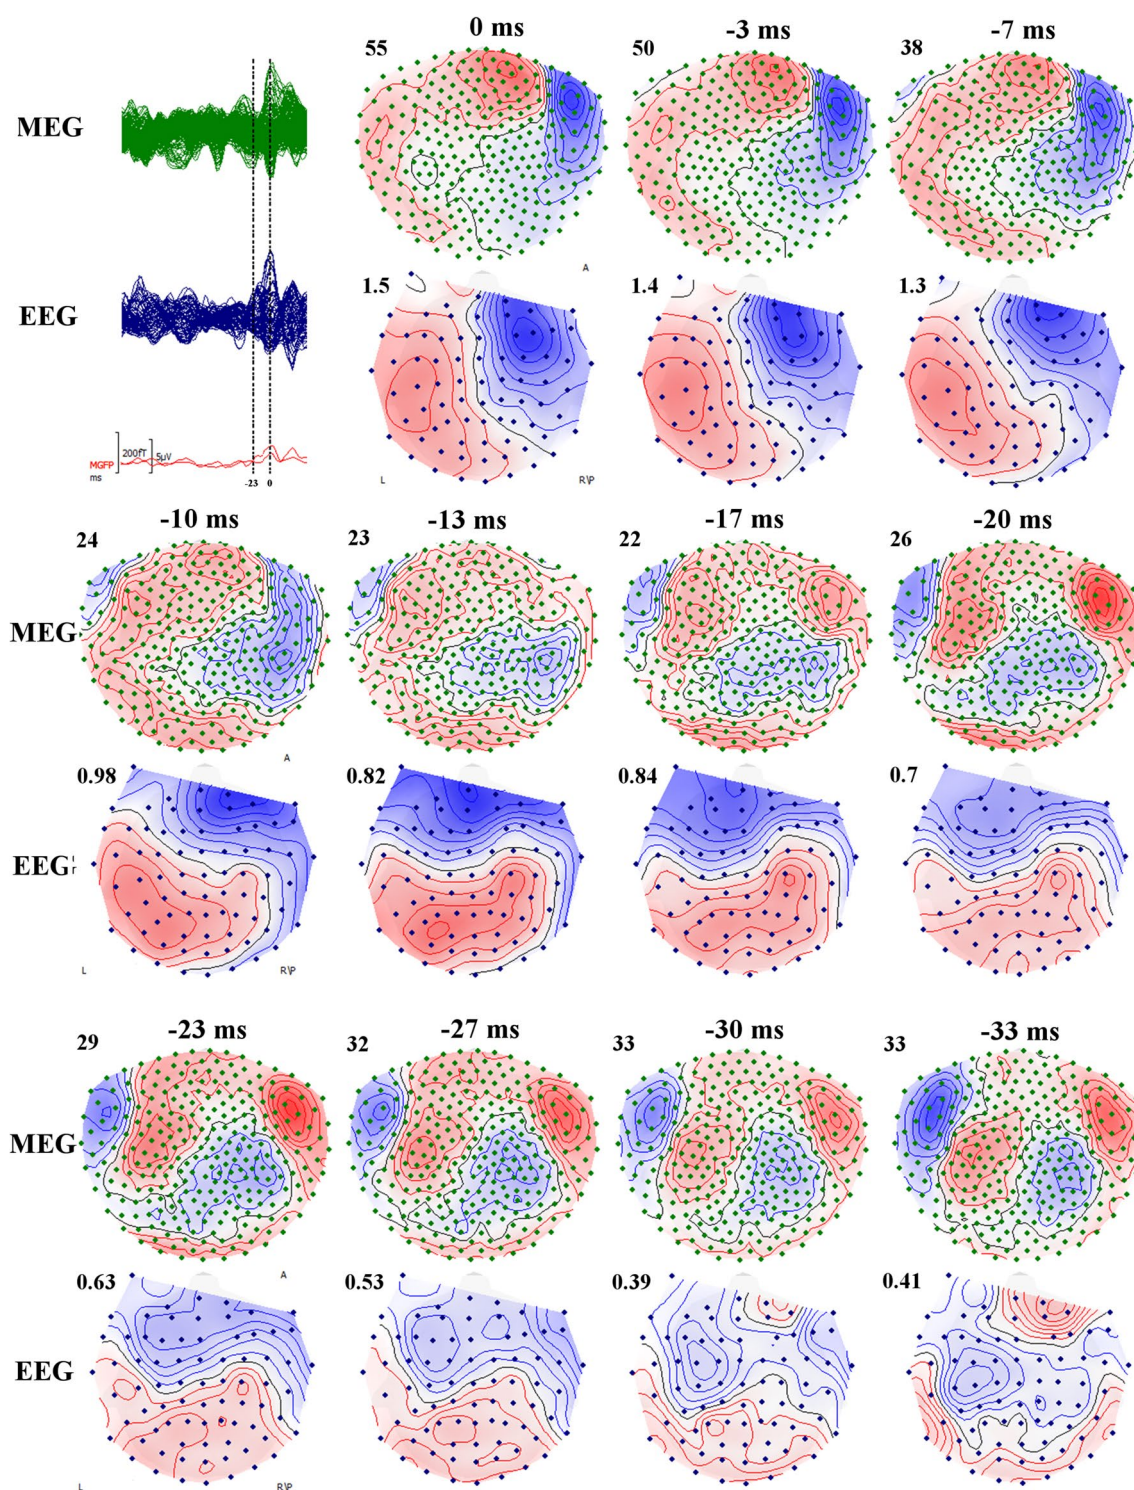 0 ms -3 ms -7 ms
55 50 38
MEG
A
EEG
1.5 1.4 1.3
200fT 5µV
MGFP
ms
-23 0
L R\P
-10 ms -13 ms -17 ms -20 ms
24 23 22 26
MEG
A
0.98 0.82 0.84 0.7
EEG
L R\P
-23 ms -27 ms -30 ms -33 ms
29 32 33 33
MEG
A
0.63 0.53 0.39 0.41
EEG
L R\P